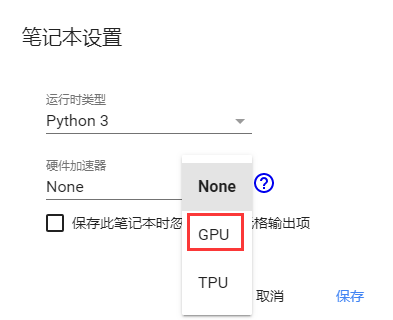 笔记本设置
运行时类型
Python 3
硬件加速器
None
None
保存此笔记本时忽
格输出项
GPU
TPU
取消
保存